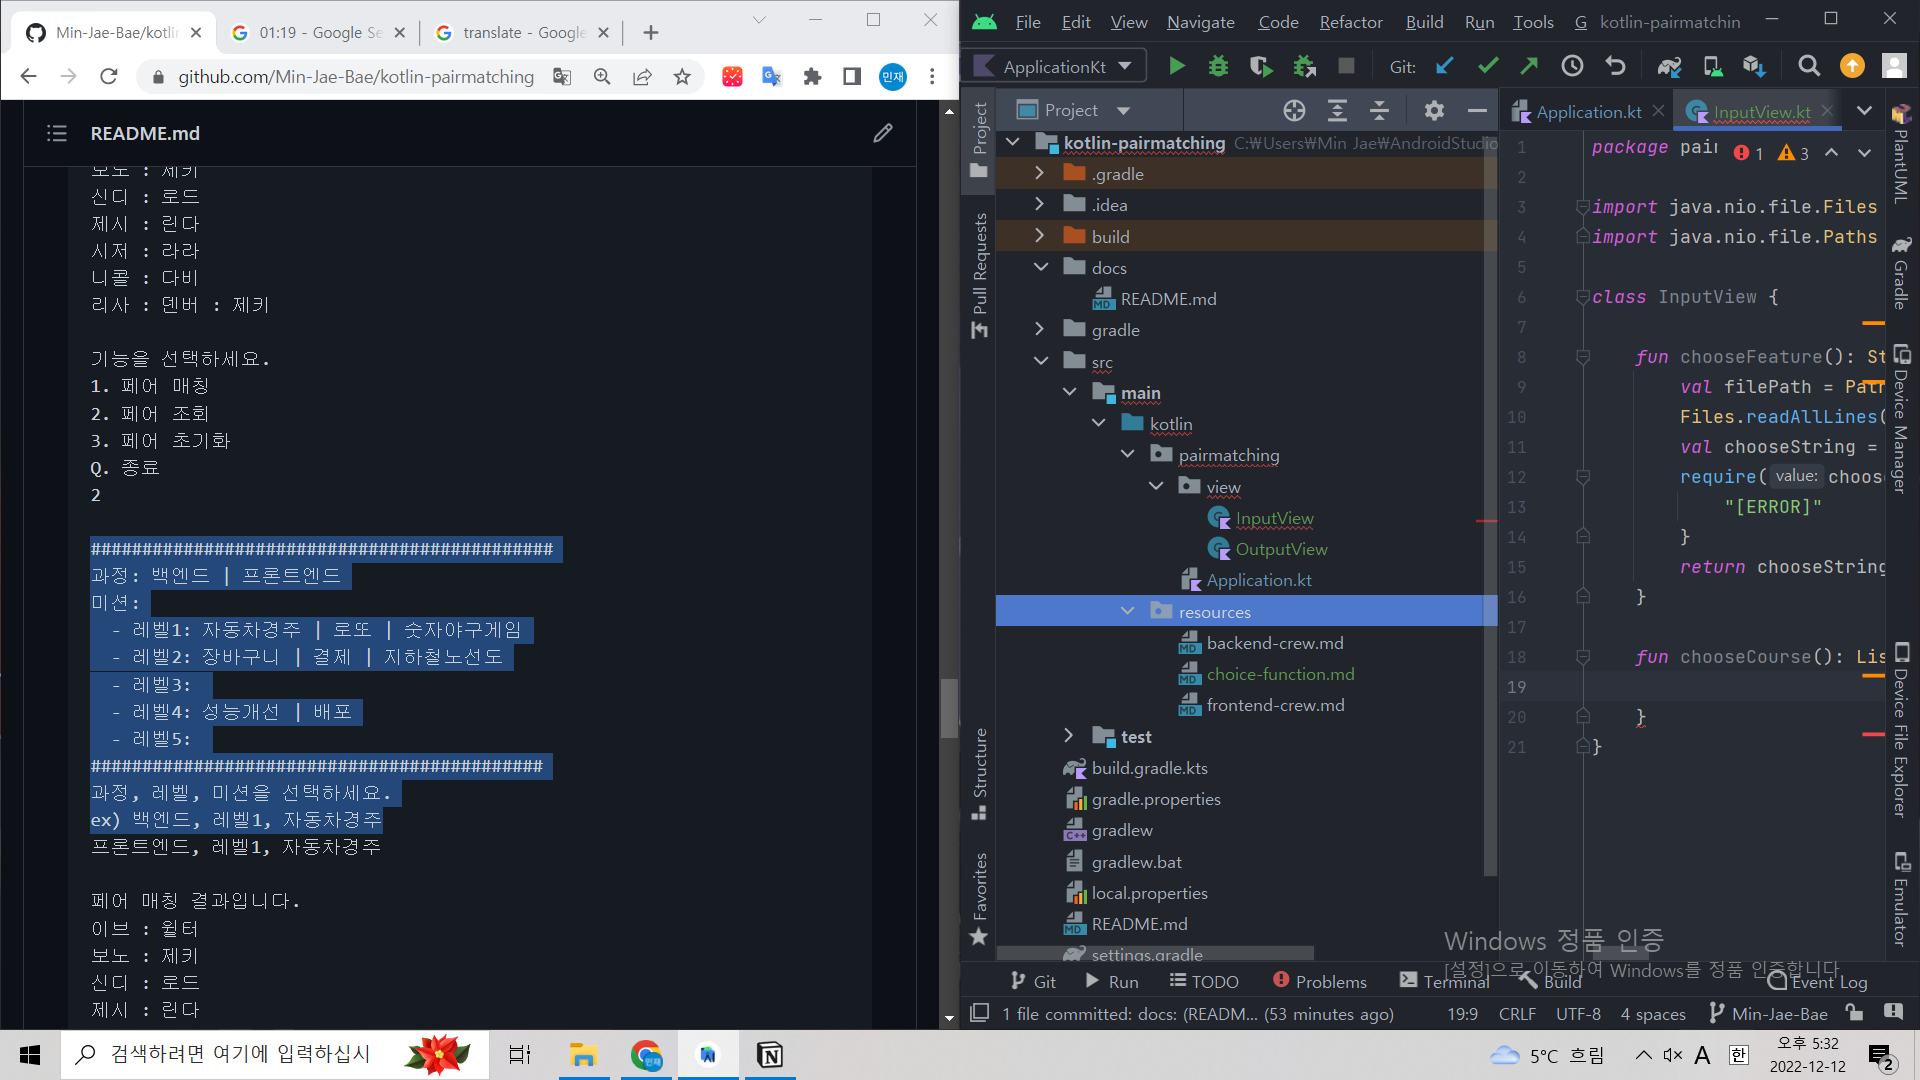 Min-Jae-Bae/kotlin
01:19 - Google Se
translate - Google
github.com/Min-Jae-Bae/kotlin-pairmatching
민재
README.md
보노 : 제키
신디 : 로드
제시 : 린다
시저 : 라라
니콜 : 다비
리사 : 덴버 : 제키
기능을 선택하세요.
1. 페어 매칭
2. 페어 조회
3. 페어 초기화
Q. 종료
2
#############################################
과정: 백엔드 | 프론트엔드
미션:
- 레벨1: 자동차경주 | 로또 | 숫자야구게임
- 레벨2: 장바구니 | 결제 | 지하철노선도
- 레벨3:
- 레벨4: 성능개선 | 배포
- 레벨5:
############################################
과정, 레벨, 미션을 선택하세요.
ex) 백엔드, 레벨1, 자동차경주
프론트엔드, 레벨1, 자동차경주
페어 매칭 결과입니다.
이브 : 윌터
보노 : 제키
신디 : 로드
제시 : 린다
File Edit View Navigate Code Refactor Build Run Tools G kotlin-pairmatchin
ApplicationKt
Git:
Project
Pull Requests
Structure
Favorites
Project
kotlin-pairmatching C:₩Users₩Min Jae₩AndroidStudio
.gradle
.idea
build
docs
README.md
gradle
src
main
kotlin
pairmatching
view
InputView
OutputView
Application.kt
resources
backend-crew.md
choice-function.md
frontend-crew.md
test
build.gradle.kts
gradle.properties
gradlew
gradlew.bat
local.properties
README.md
settings.gradle
Application.kt
InputView.kt
1 package pair
1 3
2
3 import java.nio.file.Files
4 import java.nio.file.Paths
5
6 class InputView {
7
8 fun chooseFeature(): St
9 val filePath = Path
10 Files.readAllLines(
11 val chooseString =
12 require( value: choos
13 "[ERROR]"
14 }
15 return chooseString
16 }
17
18 fun chooseCourse(): Lis
19
20 }
21 }
PlantUML
Gradle
Device Manager
Device File Explorer
Emulator
Windows 정품 인증
[설정]으로 이동하여 Windows를 정품 인증합니다.
Git Run TODO Problems Terminal Build Event Log
1 file committed: docs: (READM... (53 minutes ago)
19:9 CRLF UTF-8 4 spaces Min-Jae-Bae
검색하려면 여기에 입력하십시
민재
5°C 흐림
A 한
오후 5:32
2022-12-12
2